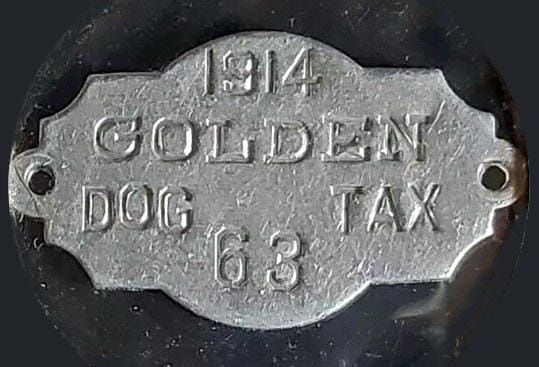 1914
GOLDEN
DOG TAX
63